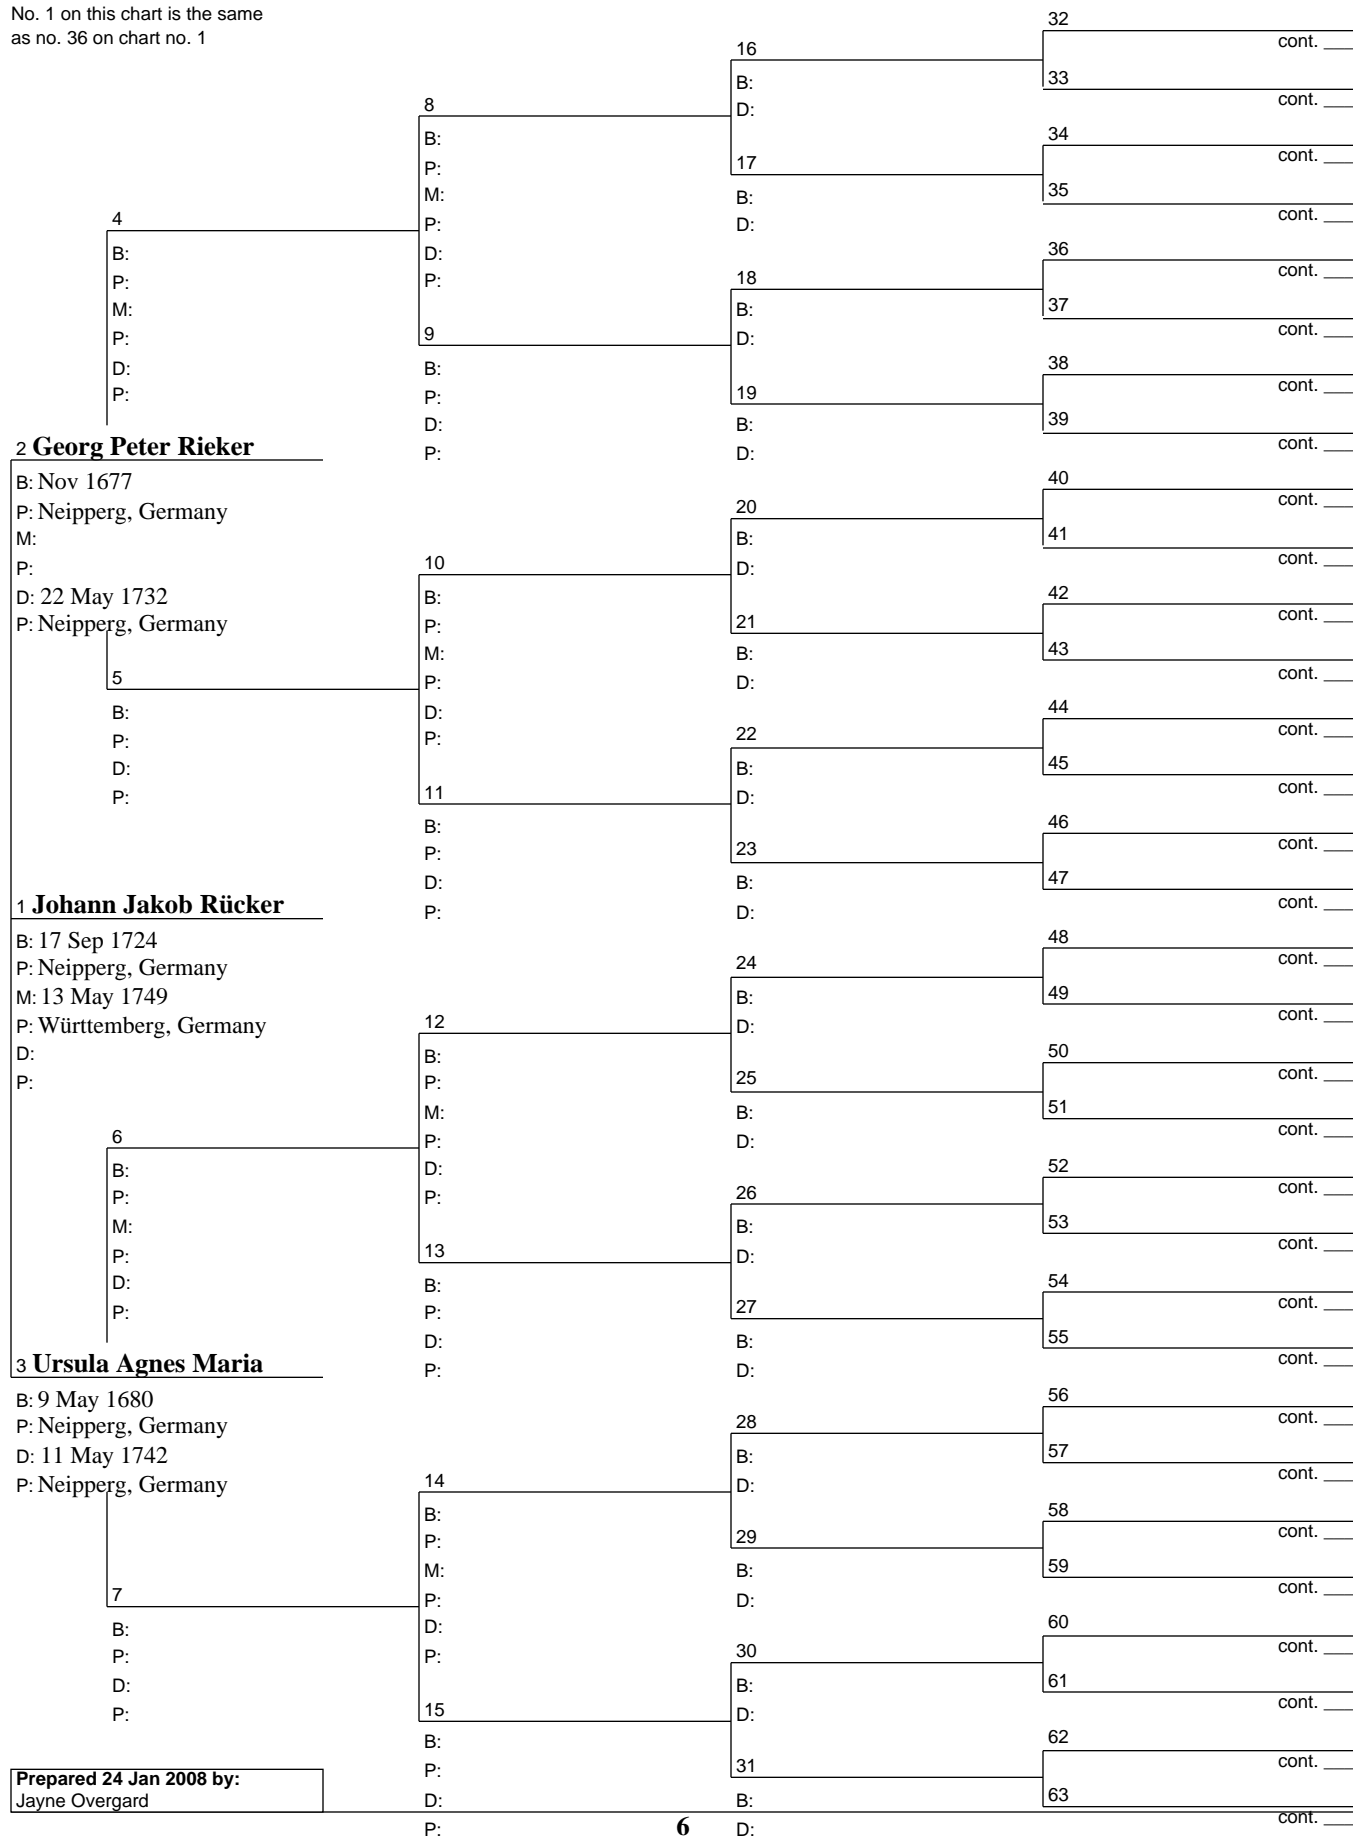 No. 1 on this chart is the same
as no. 36 on chart no. 1
4
B:
P:
M:
P:
D:
P:
2 Georg Peter Rieker
B: Nov 1677
P: Neipperg, Germany
M:
P:
D: 22 May 1732
P: Neipperg, Germany
5
B:
P:
D:
P:
1 Johann Jakob Rücker
B: 17 Sep 1724
P: Neipperg, Germany
M: 13 May 1749
P: Württemberg, Germany
D:
P:
6
B:
P:
M:
P:
D:
P:
3 Ursula Agnes Maria
B: 9 May 1680
P: Neipperg, Germany
D: 11 May 1742
P: Neipperg, Germany
7
B:
P:
D:
P:
Prepared 24 Jan 2008 by:
Jayne Overgard
8
B:
P:
M:
P:
D:
P:
9
B:
P:
D:
P:
10
B:
P:
M:
P:
D:
P:
11
B:
P:
D:
P:
12
B:
P:
M:
P:
D:
P:
13
B:
P:
D:
P:
14
B:
P:
M:
P:
D:
P:
15
B:
P:
D:
P:
16
B:
D:
17
B:
D:
18
B:
D:
19
B:
D:
20
B:
D:
21
B:
D:
22
B:
D:
23
B:
D:
24
B:
D:
25
B:
D:
26
B:
D:
27
B:
D:
28
B:
D:
29
B:
D:
30
B:
D:
31
B:
D:
32
cont. ___
33
cont. ___
34
cont. ___
35
cont. ___
36
cont. ___
37
cont. ___
38
cont. ___
39
cont. ___
40
cont. ___
41
cont. ___
42
cont. ___
43
cont. ___
44
cont. ___
45
cont. ___
46
cont. ___
47
cont. ___
48
cont. ___
49
cont. ___
50
cont. ___
51
cont. ___
52
cont. ___
53
cont. ___
54
cont. ___
55
cont. ___
56
cont. ___
57
cont. ___
58
cont. ___
59
cont. ___
60
cont. ___
61
cont. ___
62
cont. ___
63
cont. ___
6